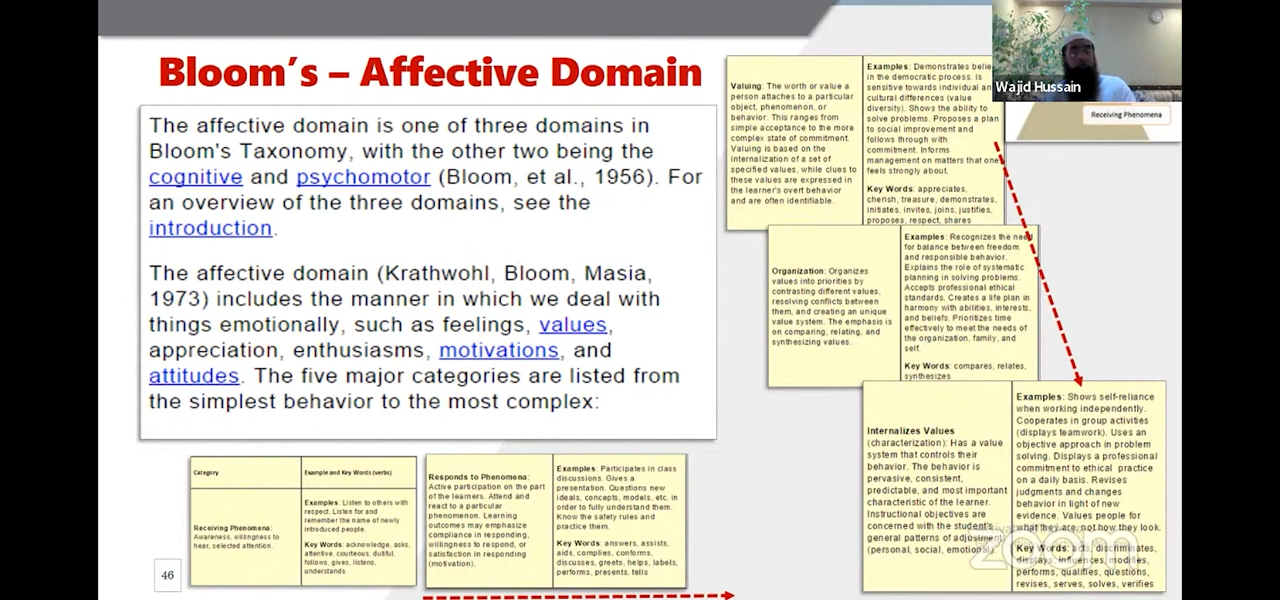 Bloom's – Affective Domain
The affective domain is one of three domains in
Bloom's Taxonomy, with the other two being the
cognitive and psychomotor (Bloom, et al., 1956). For
an overview of the three domains, see the
introduction.
The affective domain (Krathwohl, Bloom, Masia,
1973) includes the manner in which we deal with
things emotionally, such as feelings, values,
appreciation, enthusiasms, motivations, and
attitudes. The five major categories are listed from
the simplest behavior to the most complex:
Category
Example and Key Words (verbs)
Receiving Phenomena:
Awareness, willingness to
hear, selected attention.
Examples: Listen to others with
respect. Listen for and
remember the name of newly
introduced people.
Key Words: acknowledge, asks,
attentive, courteous, dutiful,
follows, gives, listens,
understands
Responds to Phenomena:
Active participation on the part
of the learners. Attend and
react to a particular
phenomenon. Learning
outcomes may emphasize
compliance in responding,
willingness to respond, or
satisfaction in responding
(motivation).
Examples: Participates in class
discussions. Gives a
presentation. Questions new
ideals, concepts, models, etc. in
order to fully understand them.
Know the safety rules and
practice them.
Key Words: answers, assists,
aids, complies, conforms,
discusses, greets, helps, labels,
performs, presents, tells
Valuing: The worth or value a
person attaches to a particular
object, phenomenon, or
behavior. This ranges from
simple acceptance to the more
complex state of commitment.
Valuing is based on the
internalization of a set of
specified values, while clues to
these values are expressed in
the learner's overt behavior
and are often identifiable.
Examples: Demonstrates
in the democratic process. Is
sensitive towards individual
cultural differences (value
diversity). Shows the ability to
solve problems. Proposes a plan
to social improvement and
follows through with
commitment. Informs
management on matters that one
feels strongly about.
Key Words: appreciates,
cherish, treasure, demonstrates,
initiates, invites, joins, justifies,
proposes, respect, shares
Wajid Hussain
Receiving Phenomena
Organization: Organizes
values into priorities by
contrasting different values,
resolving conflicts between
them, and creating an unique
value system. The emphasis is
on comparing, relating, and
synthesizing values.
Examples: Recognizes the need
for balance between freedom
and responsible behavior.
Explains the role of systematic
planning in solving problems.
Accepts professional ethical
standards. Creates a life plan in
harmony with abilities, interests,
and beliefs. Prioritizes time
effectively to meet the needs of
the organization, family, and
self.
Key Words: compares, relates,
synthesizes
Internalizes Values
(characterization): Has a value
system that controls their
behavior. The behavior is
pervasive, consistent,
predictable, and most important
characteristic of the learner.
Instructional objectives are
concerned with the student's
general patterns of adjustment
(personal, social, emotional).
Examples: Shows self-reliance
when working independently.
Cooperates in group activities
(displays teamwork). Uses an
objective approach in problem
solving. Displays a professional
commitment to ethical practice
on a daily basis. Revises
judgments and changes
behavior in light of new
evidence. Values people for
what they are, not how they look.
Key Words: acts, discriminates,
displays, influences, modifies,
performs, qualifies, questions,
revises, serves, solves, verifies
zoom
46